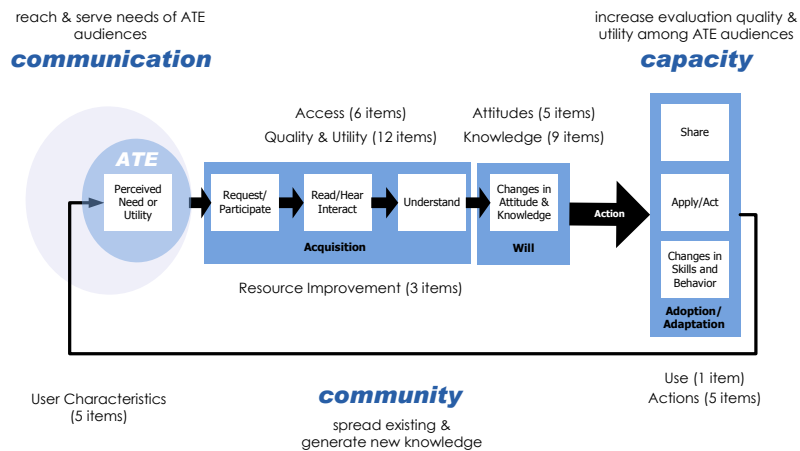 reach & serve needs of ATE
audiences
communication
increase evaluation quality &
utility among ATE audiences
capacity
Access (6 items)
Quality & Utility (12 items)
Attitudes (5 items)
Knowledge (9 items)
ATE
Perceived
Need or
Utility
Request/
Participate
Read/Hear
Interact
Understand
Acquisition
Changes in
Attitude &
Knowledge
Will
Action
Share
Apply/Act
Changes in
Skills and
Behavior
Adoption/
Adaptation
Resource Improvement (3 items)
User Characteristics
(5 items)
community
spread existing &
generate new knowledge
Use (1 item)
Actions (5 items)